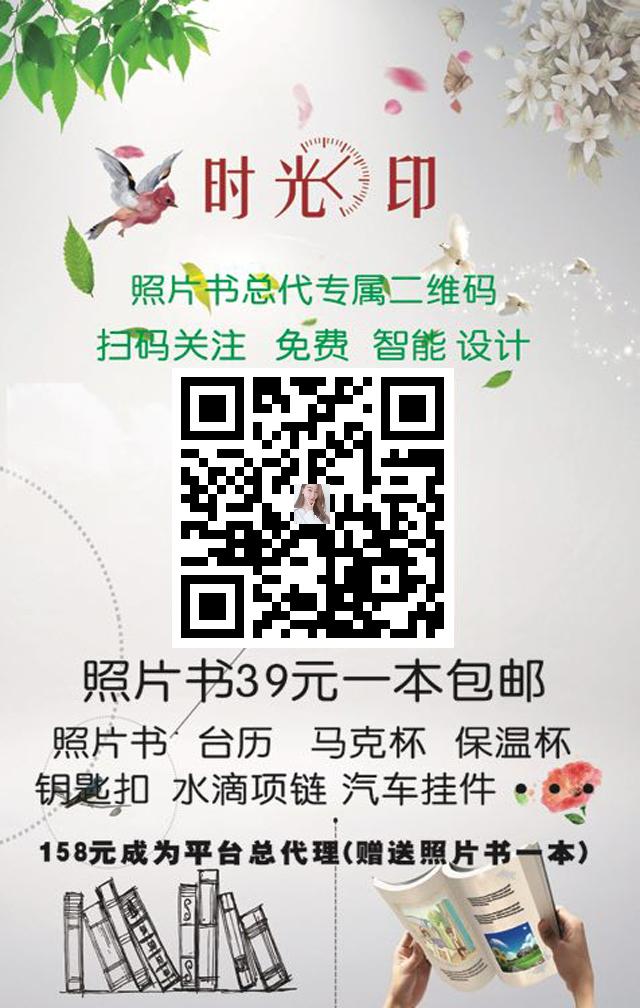 时光印
照片书总代专属二维码
扫码关注 免费 智能 设计
照片书39元一本包邮
照片书 台历 马克杯 保温杯
钥匙扣 水滴项链 汽车挂件
158元成为平台总代理(赠送照片书一本)